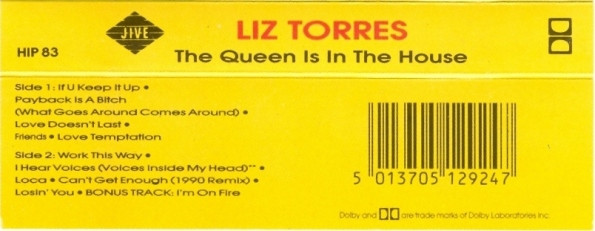 JIVE
LIZ TORRES
HIP 83
The Queen Is In The House
Side 1: If U Keep It Up •
Payback Is A Bitch
(What Goes Around Comes Around) •
Love Doesn't Last •
Friends • Love Temptation
Side 2: Work This Way •
I Hear Voices (Voices Inside My Head)** •
Loca • Can't Get Enough (1990 Remix) •
Losin' You • BONUS TRACK: I'm On Fire
5 013705 129247
Dolby and are trade marks of Dolby Laboratories Inc